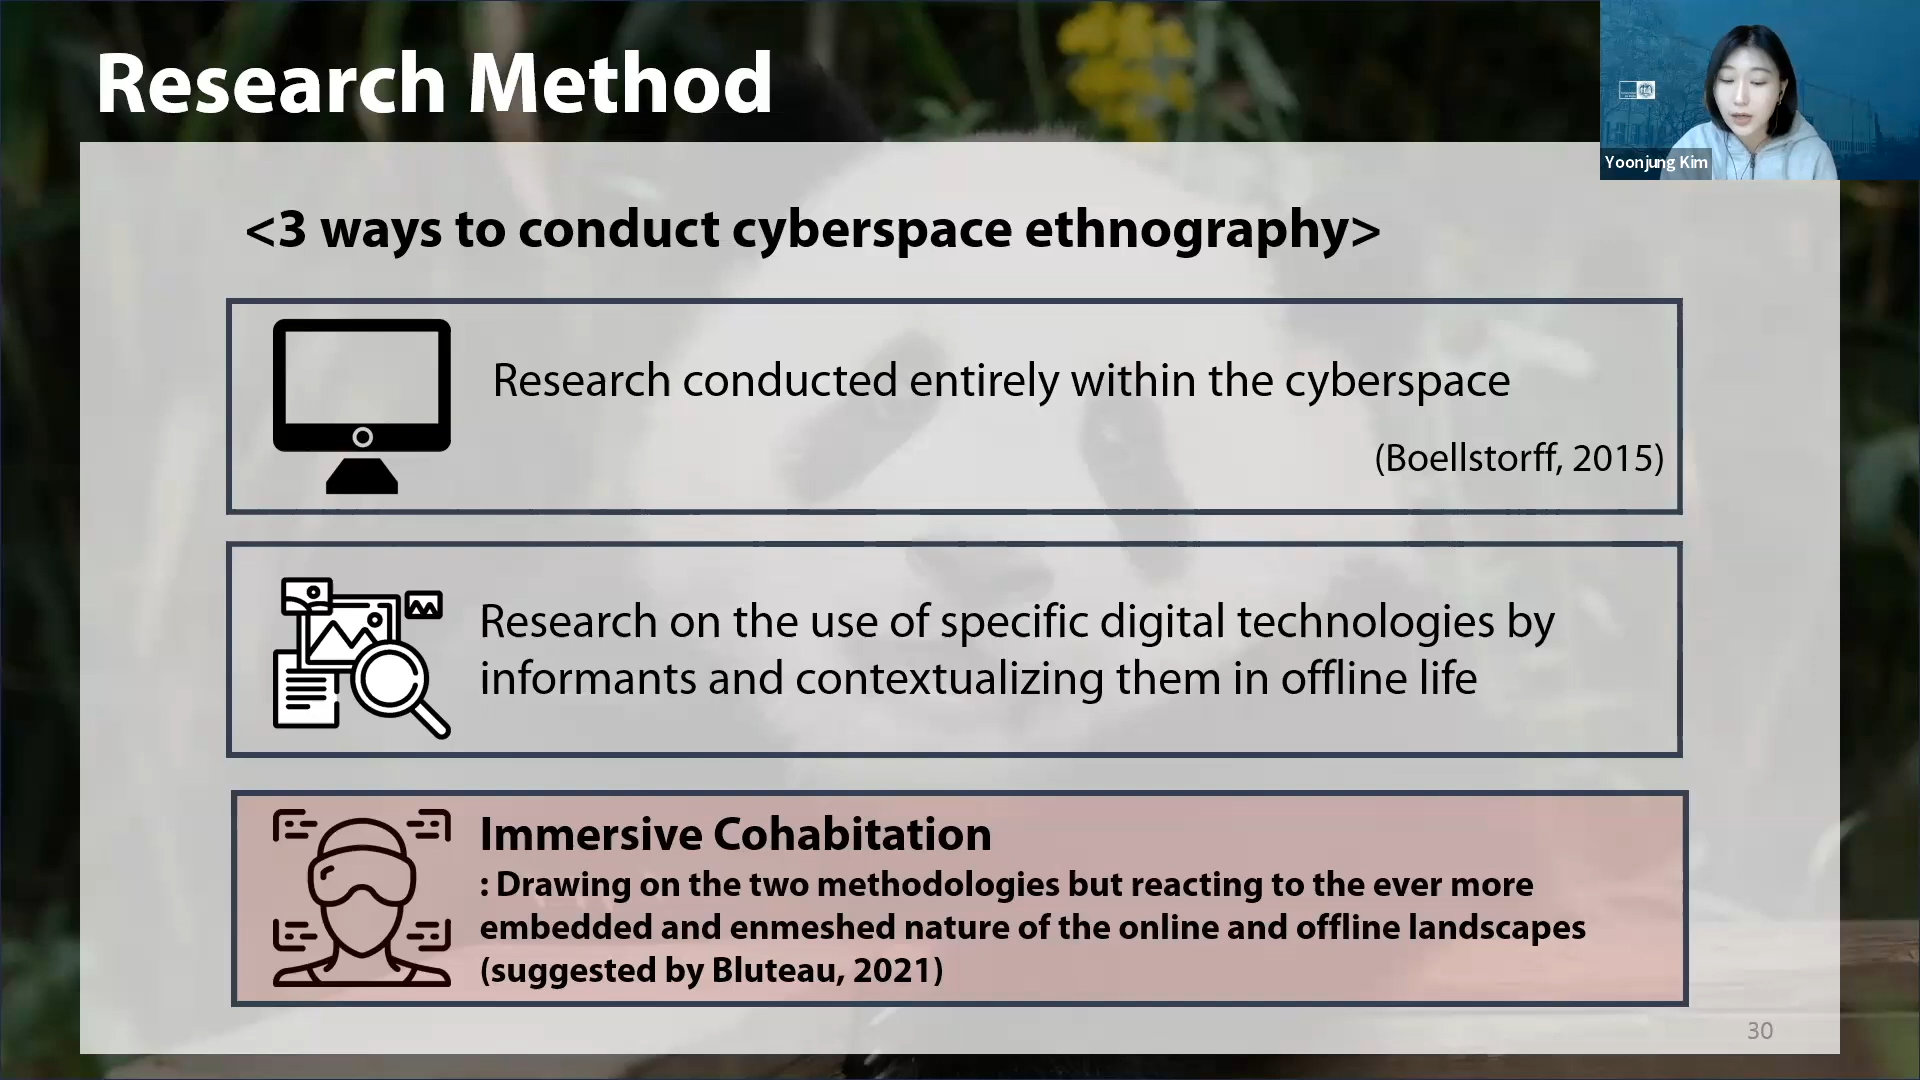 Research Method
Yoonjung Kim
<3 ways to conduct cyberspace ethnography>
Research conducted entirely within the cyberspace
(Boellstorff, 2015)
Research on the use of specific digital technologies by
informants and contextualizing them in offline life
Immersive Cohabitation
: Drawing on the two methodologies but reacting to the ever more
embedded and enmeshed nature of the online and offline landscapes
(suggested by Bluteau, 2021)
30